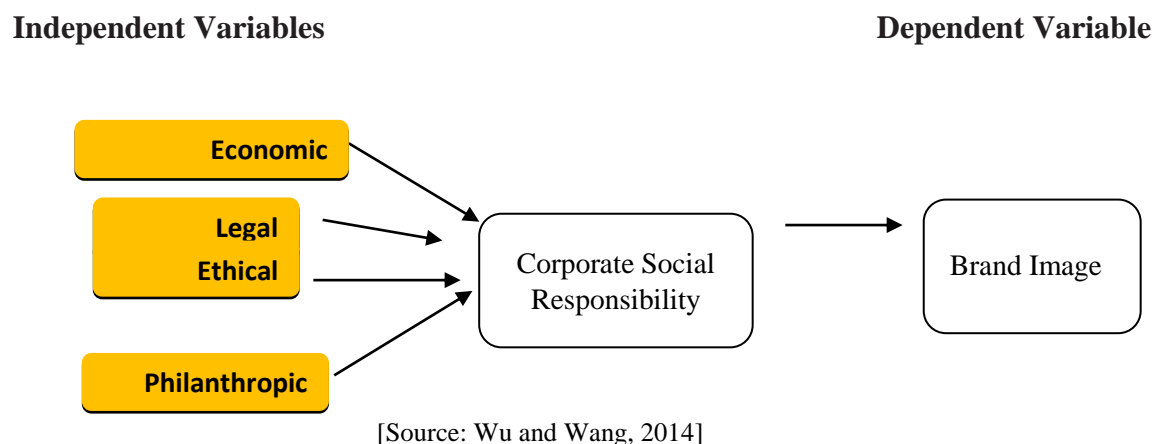 Independent Variables
Dependent Variable
Economic
Legal
Ethical
Philanthropic
Corporate Social
Responsibility
Brand Image
[Source: Wu and Wang, 2014]